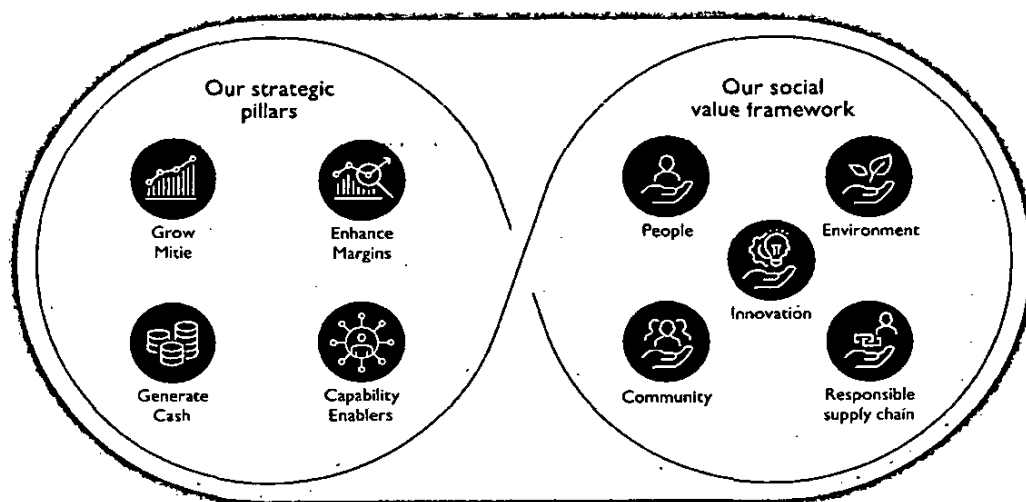 Our strategic
pillars
Grow
Mitie
Enhance
Margins
Generate
Cash
Capability
Enablers
Our social
value framework
People
Environment
Innovation
Community
Responsible
supply chain